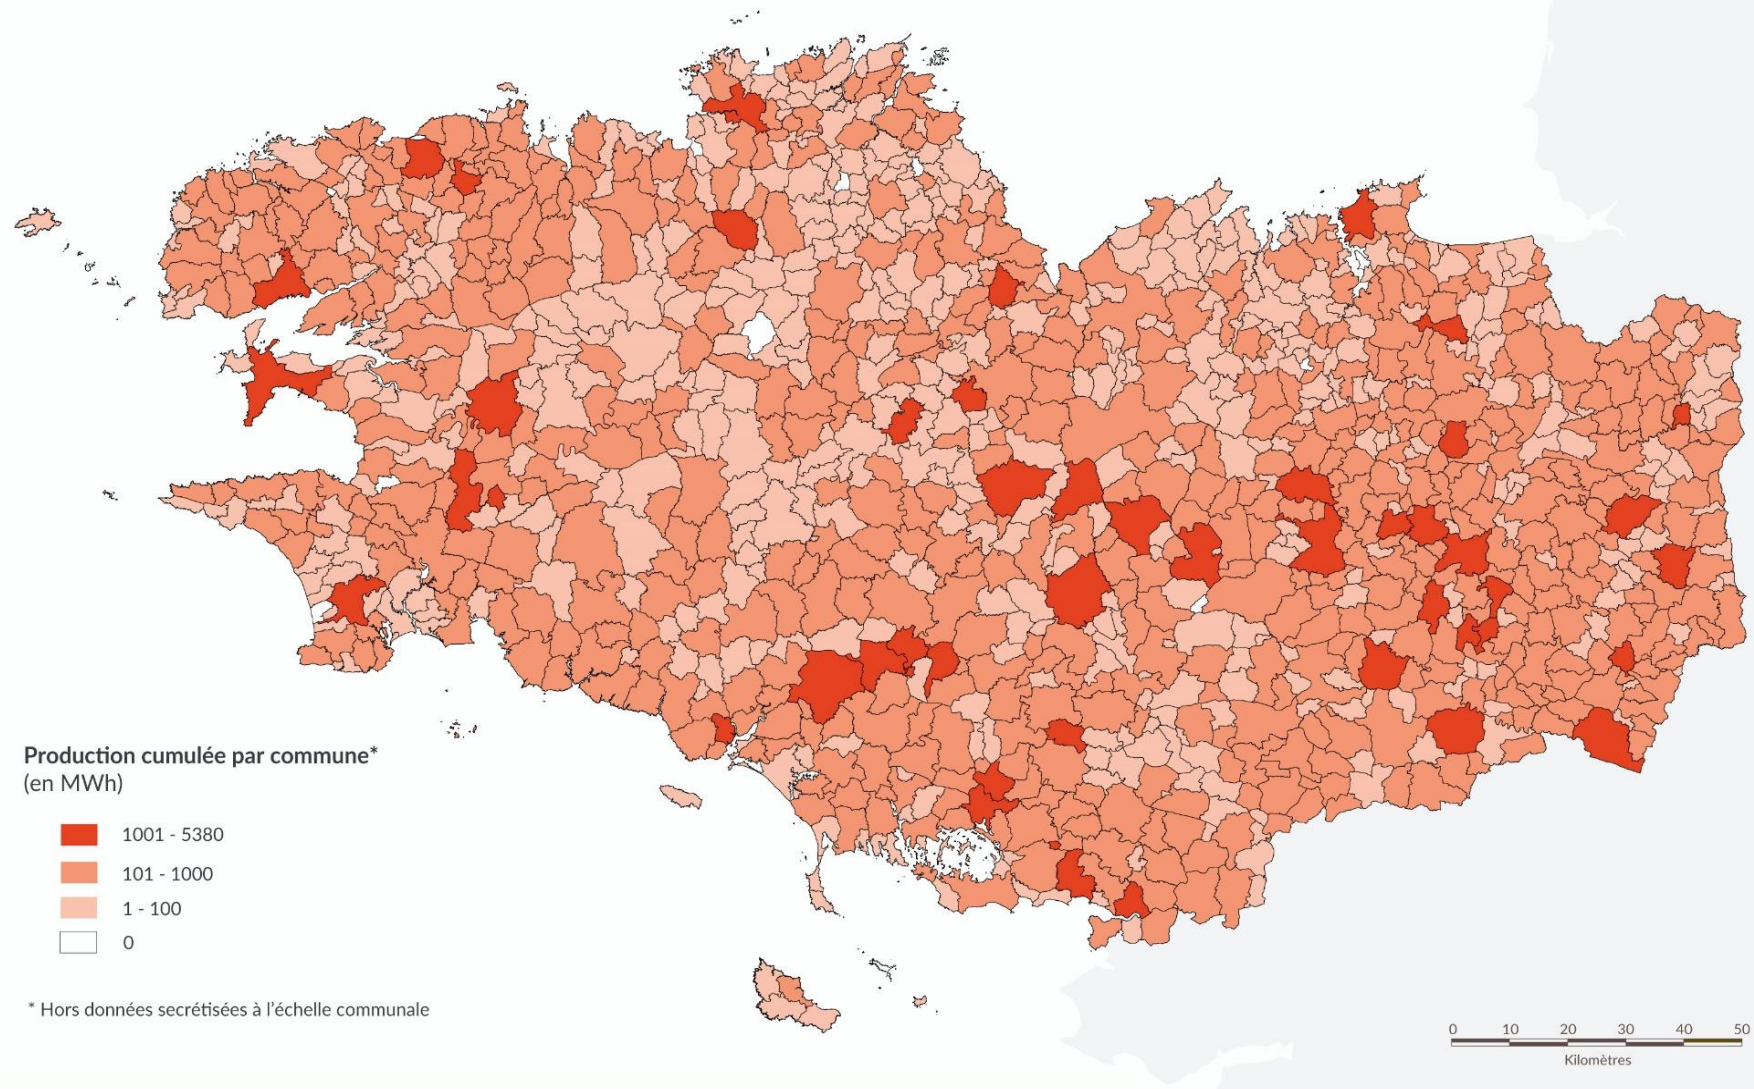 Production cumulée par commune*
(en MWh)
1001 - 5380
101 - 1000
1 - 100
0
* Hors données secrétisées à l'échelle communale
0 10 20 30 40 50
Kilomètres